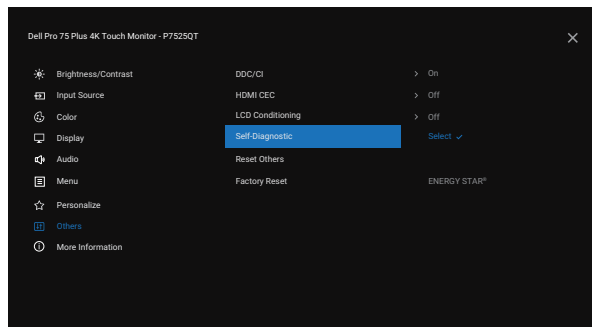 Dell Pro 75 Plus 4K Touch Monitor - P7525QT
Brightness/Contrast DDC/CI On
Input Source HDMI CEC Off
Color LCD Conditioning Off
Display Self-Diagnostic Select
Audio Reset Others
Menu Factory Reset ENERGY STAR®
Personalize
Others
More Information